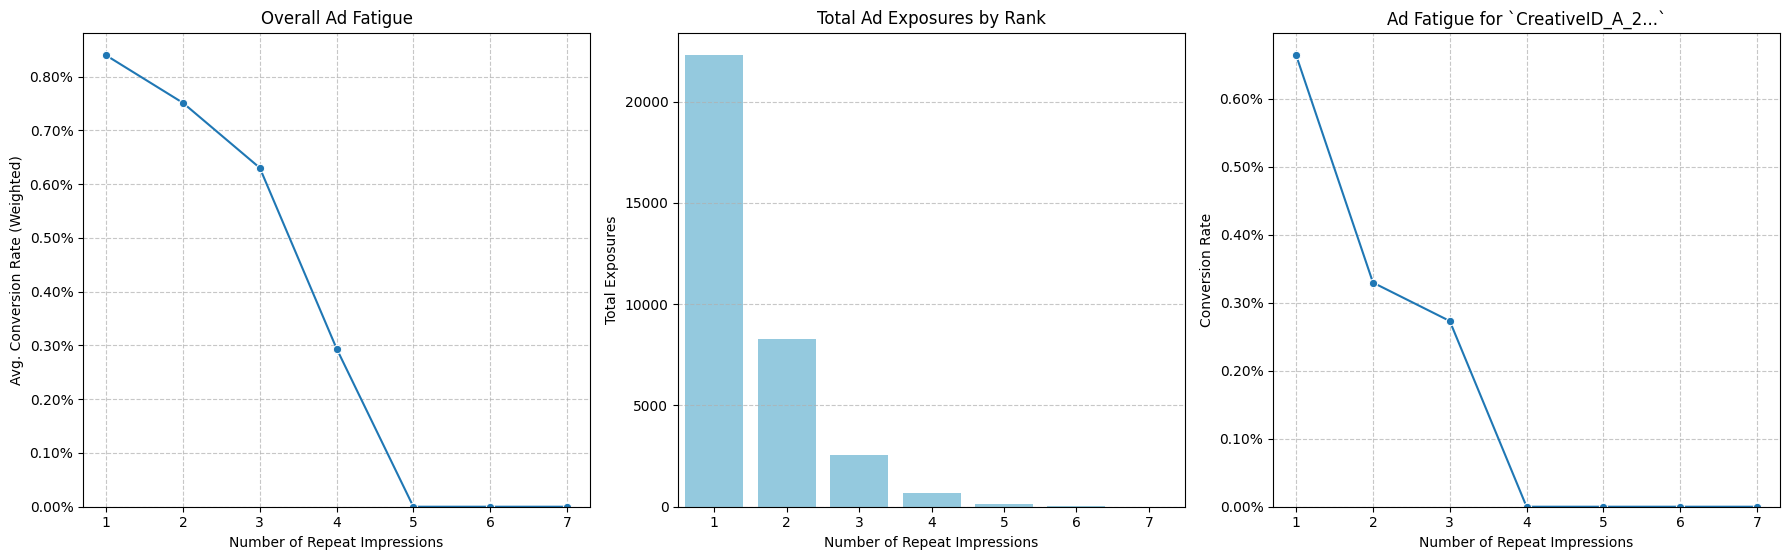 Overall Ad Fatigue
Avg. Conversion Rate (Weighted)
0.80%
0.70%
0.60%
0.50%
0.40%
0.30%
0.20%
0.10%
0.00%
1 2 3 4 5 6 7
Number of Repeat Impressions
Total Ad Exposures by Rank
Total Exposures
20000
15000
10000
5000
0
1 2 3 4 5 6 7
Number of Repeat Impressions
Ad Fatigue for `CreativeID_A_2...`
Conversion Rate
0.60%
0.50%
0.40%
0.30%
0.20%
0.10%
0.00%
1 2 3 4 5 6 7
Number of Repeat Impressions